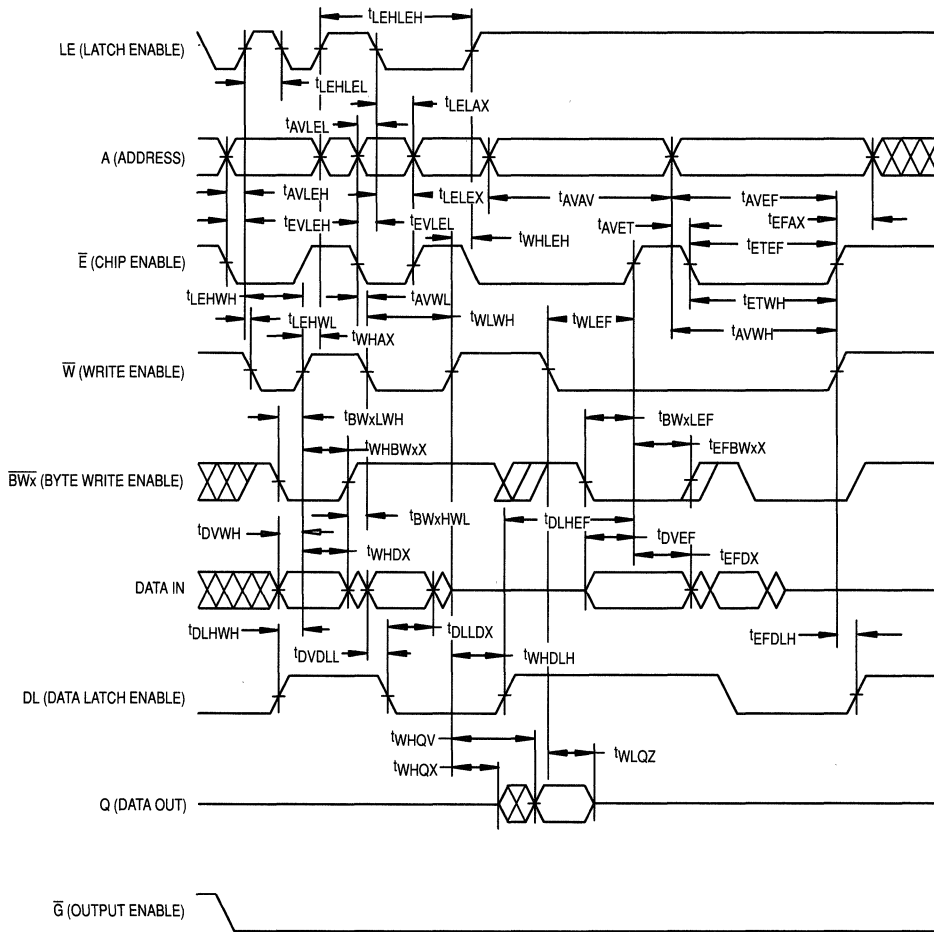 tLEHLEH
LE (LATCH ENABLE)
tLEHLEL
tLELAX
tAVLEL
A (ADDRESS)
tAVLEH
tLELEX
tAVAV
tAVEF
tEVLEH
tEVLEL
tAVET
tEFAX
tWHLEH
tETEF
E (CHIP ENABLE)
tLEHWH
tAVWL
tETWH
tLEHWL
tWLWH
tWLEF
tWHAX
tAVWH
W (WRITE ENABLE)
tBWxLWH
tBWxLEF
tWHBWxX
tEFBWxX
BWx (BYTE WRITE ENABLE)
tBWxHWL
tDLHEF
tDVWH
tDVEF
tWHDX
tEFDX
DATA IN
tDLHWH
tDLLDX
tEFDLH
tDVDLL
tWHDLH
DL (DATA LATCH ENABLE)
tWHQV
tWLQZ
tWHQX
Q (DATA OUT)
G (OUTPUT ENABLE)